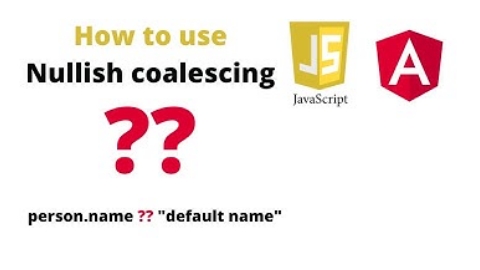 How to use
Nullish coalescing
??
person.name ?? "default name"
JS
JavaScript
A